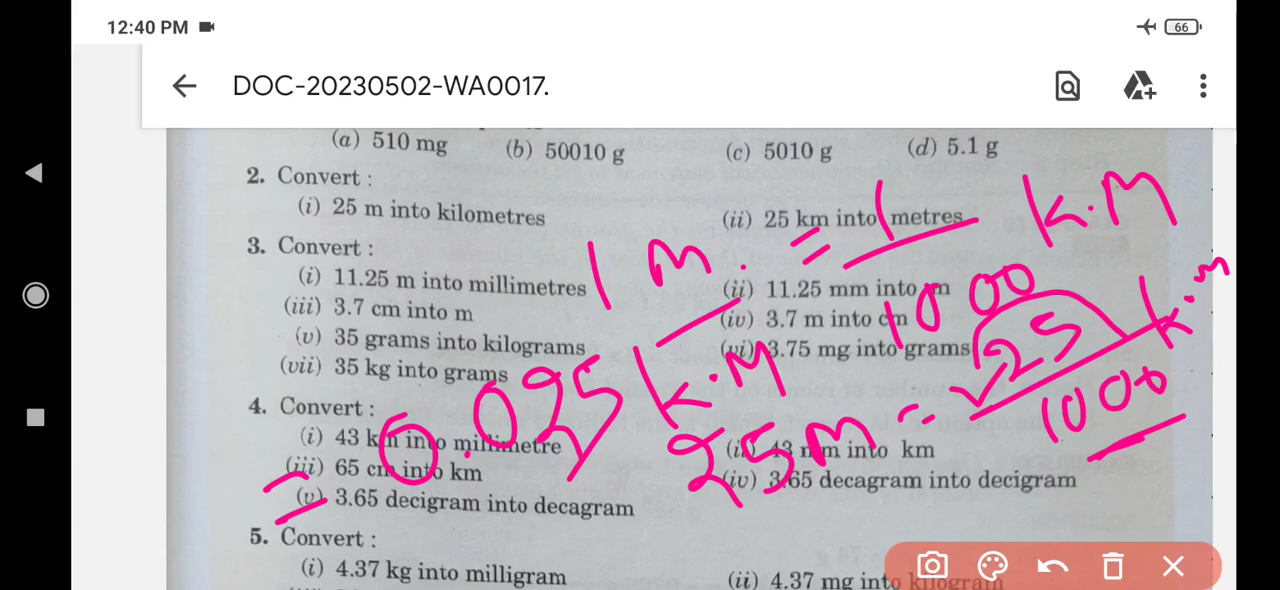 12:40 PM
66
DOC-20230502-WA0017.
(a) 510 mg (b) 50010 g (c) 5010 g (d) 5.1 g
2. Convert :
(i) 25 m into kilometres (ii) 25 km into metres
3. Convert :
(i) 11.25 m into millimetres (ii) 11.25 mm into m
(iii) 3.7 cm into m (iv) 3.7 m into cm
(v) 35 grams into kilograms (vi) 3.75 mg into grams
(vii) 35 kg into grams
4. Convert :
(i) 43 km into millimetre (ii) 43 mm into km
(iii) 65 cm into km (iv) 3.65 decagram into decigram
(v) 3.65 decigram into decagram
5. Convert :
(i) 4.37 kg into milligram (ii) 4.37 mg into kilogram
1 M. = 1 K.M
1000
25M = 25 K.M
1000
0.025 K.M